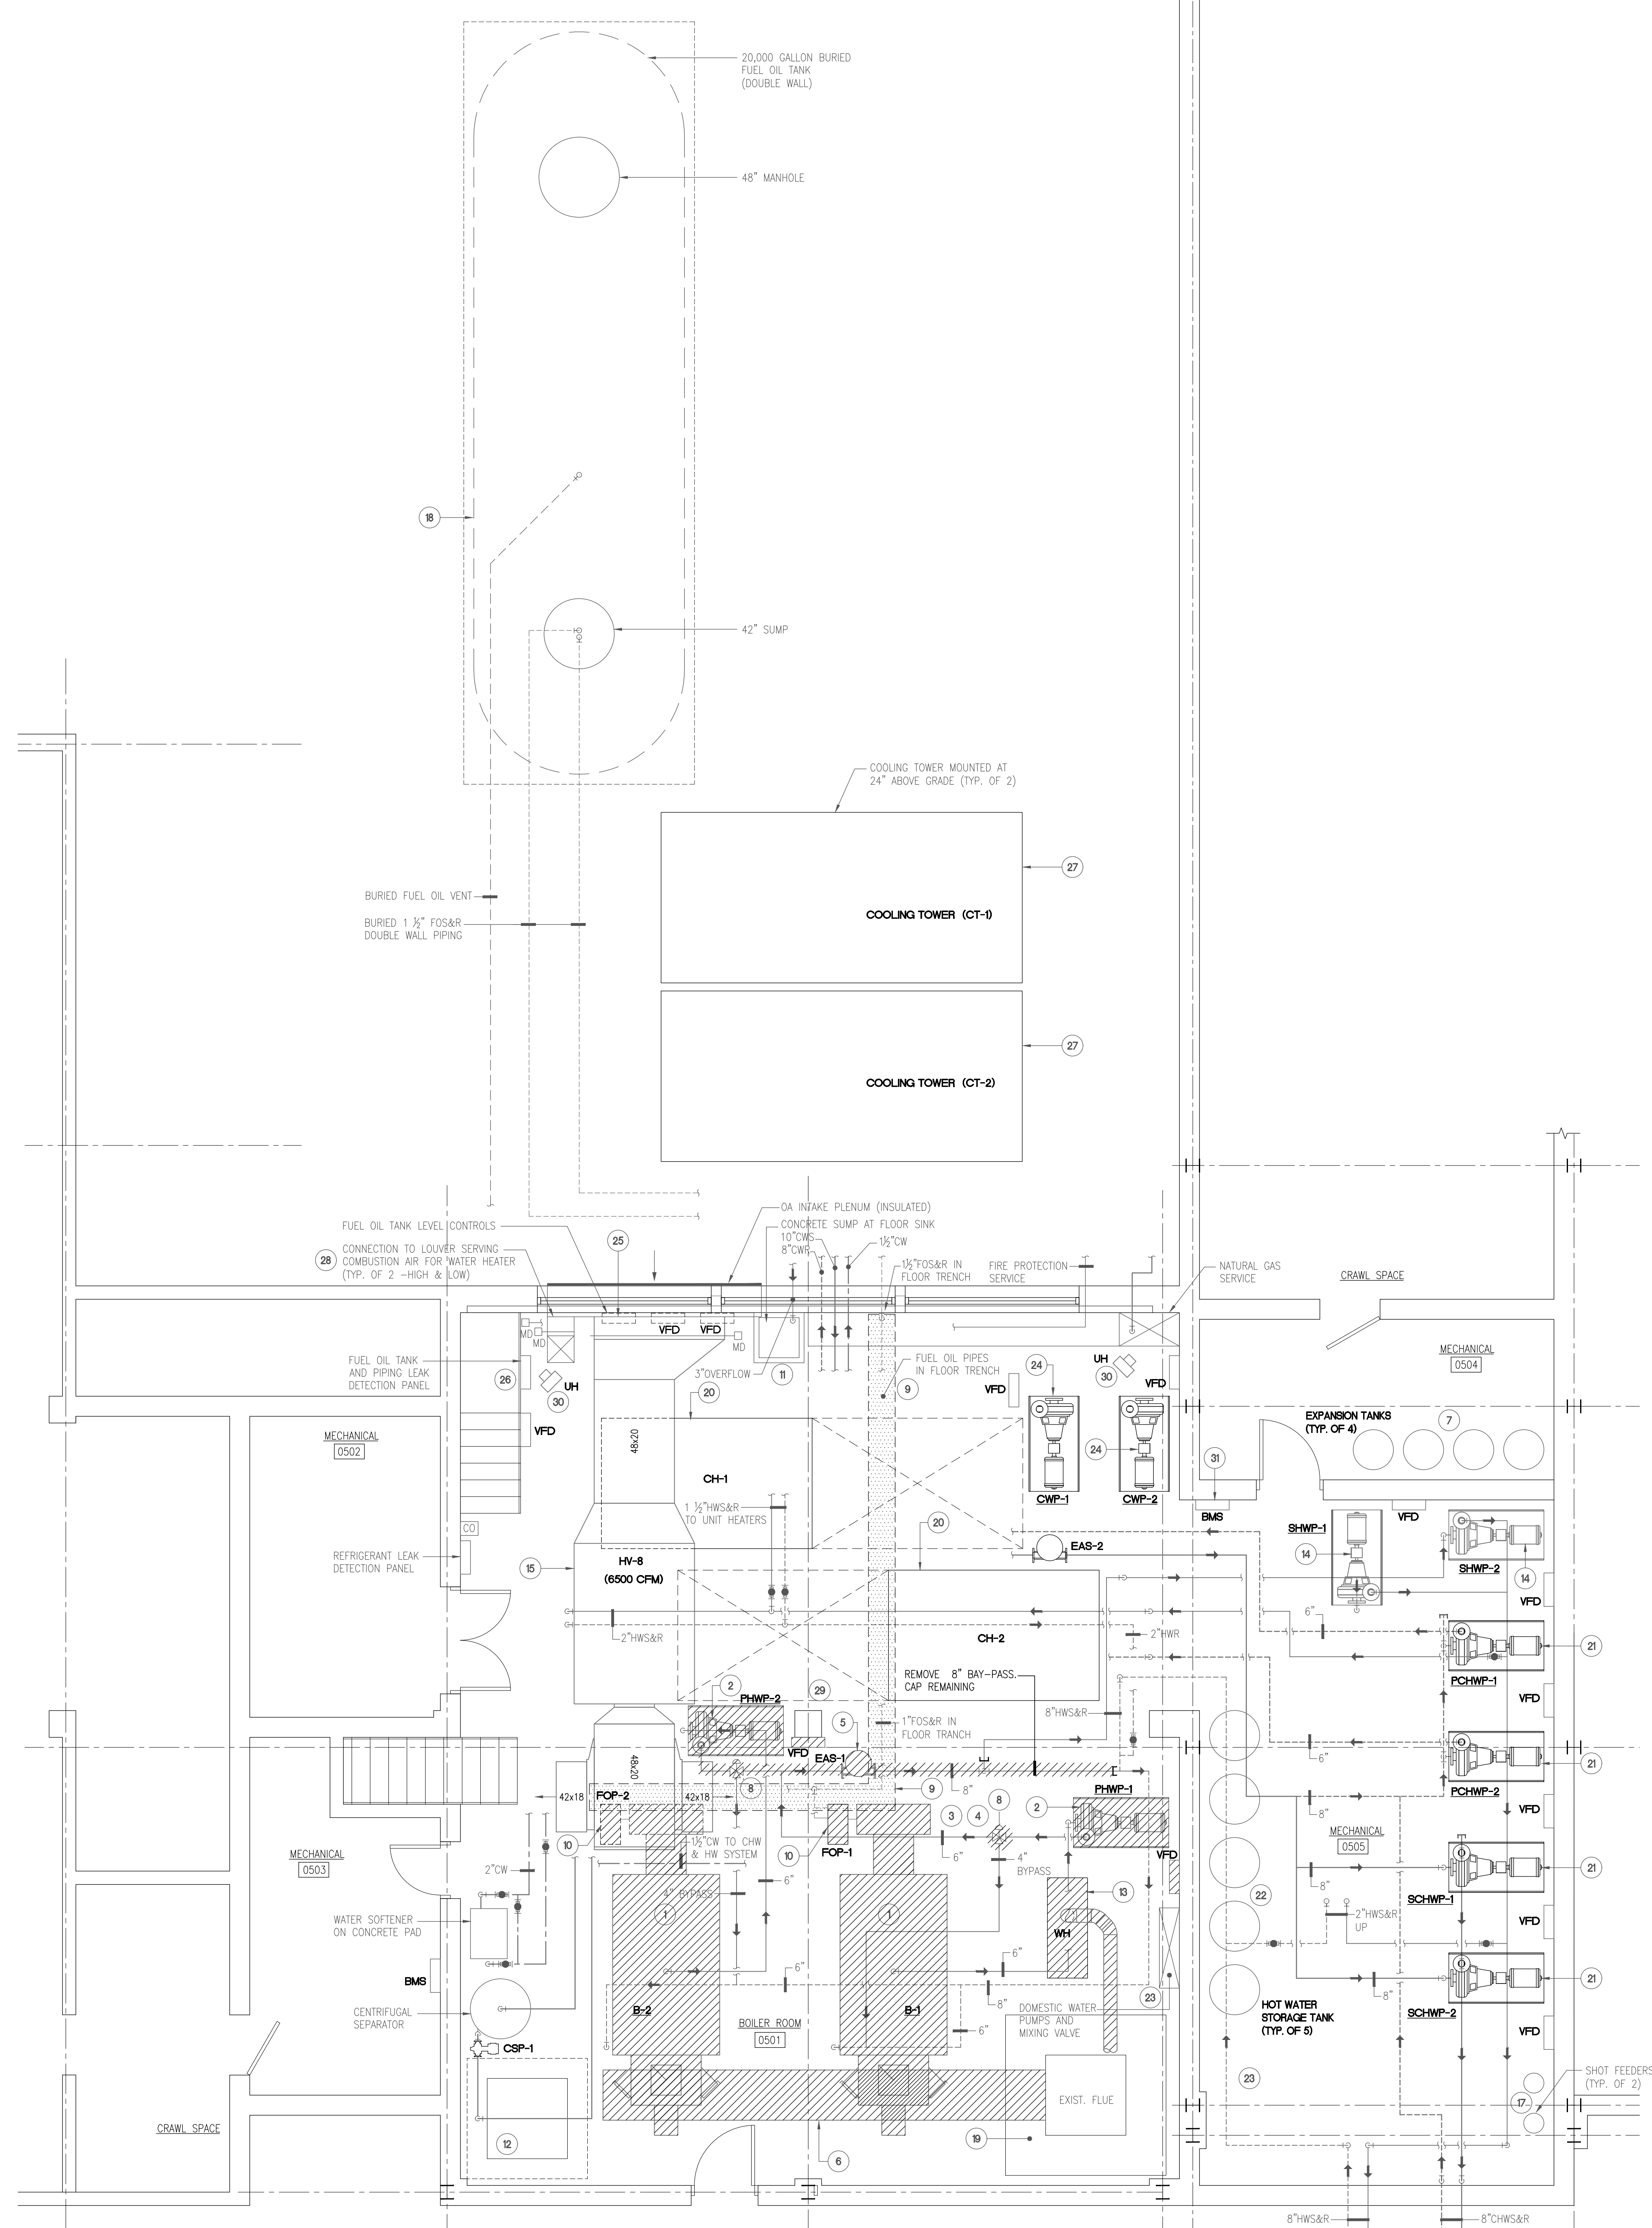 20,000 GALLON BURIED
FUEL OIL TANK
(DOUBLE WALL)
48" MANHOLE
18
42" SUMP
COOLING TOWER MOUNTED AT
24" ABOVE GRADE (TYP. OF 2)
27
BURIED FUEL OIL VENT
BURIED 1 ½" FOS&R
DOUBLE WALL PIPING
COOLING TOWER (CT-1)
27
COOLING TOWER (CT-2)
OA INTAKE PLENUM (INSULATED)
FUEL OIL TANK LEVEL CONTROLS
CONCRETE SUMP AT FLOOR SINK
25
10"CWS
8"CWR
1½"CW
28
CONNECTION TO LOUVER SERVING
COMBUSTION AIR FOR WATER HEATER
(TYP. OF 2 –HIGH & LOW)
1½"FOS&R IN
FLOOR TRENCH
FIRE PROTECTION
SERVICE
NATURAL GAS
SERVICE
CRAWL SPACE
MD
MD
VFD
VFD
MD
MECHANICAL
0504
FUEL OIL TANK
AND PIPING LEAK
DETECTION PANEL
26
UH
30
3"OVERFLOW
11
FUEL OIL PIPES
IN FLOOR TRENCH
9
24
UH
30
VFD
VFD
20
EXPANSION TANKS
(TYP. OF 4)
7
MECHANICAL
0502
VFD
48x20
24
31
CH-1
CWP-1
CWP-2
1 ½"HWS&R
TO UNIT HEATERS
BMS
VFD
CO
20
SHWP-1
EAS-2
14
SHWP-2
14
REFRIGERANT LEAK
DETECTION PANEL
15
HV-8
(6500 CFM)
VFD
6"
2"HWS&R
CH-2
2"HWR
21
REMOVE 8" BAY-PASS.
CAP REMAINING
PCHWP-1
2
29
PHWP-2
VFD
5
1"FOS&R IN
FLOOR TRANCH
8"HWS&R
6"
21
VFD
EAS-1
48x20
8
8"
9
PHWP-1
PCHWP-2
42x18
FOP-2
42x18
2
8
3
4
8"
VFD
MECHANICAL
0505
10
1½"CW TO CHW
& HW SYSTEM
10
FOP-1
6"
4"
BYPASS
VFD
MECHANICAL
0503
2"CW
4" BYPASS
6"
13
8"
21
SCHWP-1
22
1
1
WATER SOFTENER
ON CONCRETE PAD
WH
2"HWS&R
UP
VFD
6"
6"
BMS
8"
21
CENTRIFUGAL
SEPARATOR
B-2
B-1
8"
23
HOT WATER
STORAGE TANK
(TYP. OF 5)
SCHWP-2
BOILER ROOM
0501
DOMESTIC WATER
PUMPS AND
MIXING VALVE
6"
VFD
CSP-1
23
SHOT FEEDERS
(TYP. OF 2)
17
EXIST. FLUE
CRAWL SPACE
12
19
6
8"HWS&R
8"CHWS&R